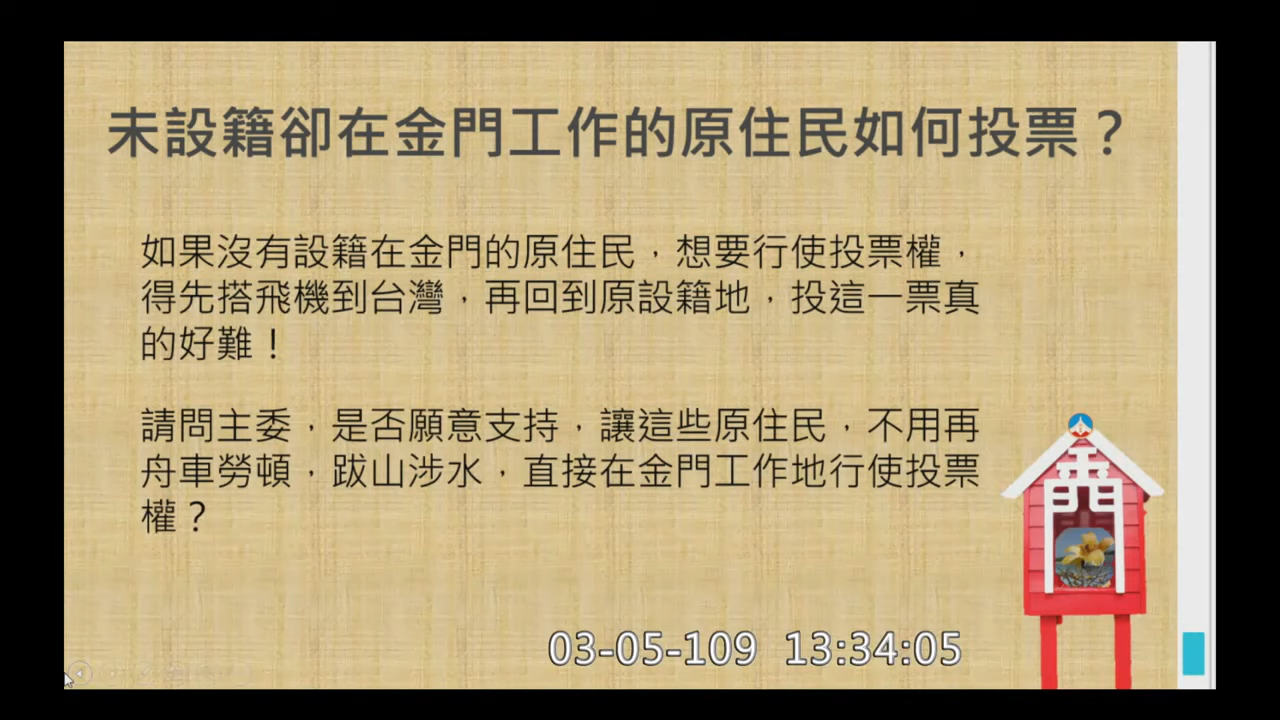 未設籍卻在金門工作的原住民如何投票？
如果沒有設籍在金門的原住民，想要行使投票權，
得先搭飛機到台灣，再回到原設籍地，投這一票真
的好難！
請問主委，是否願意支持，讓這些原住民，不用再
舟車勞頓，跋山涉水，直接在金門工作地行使投票
權？
金門
03-05-109 13:34:05